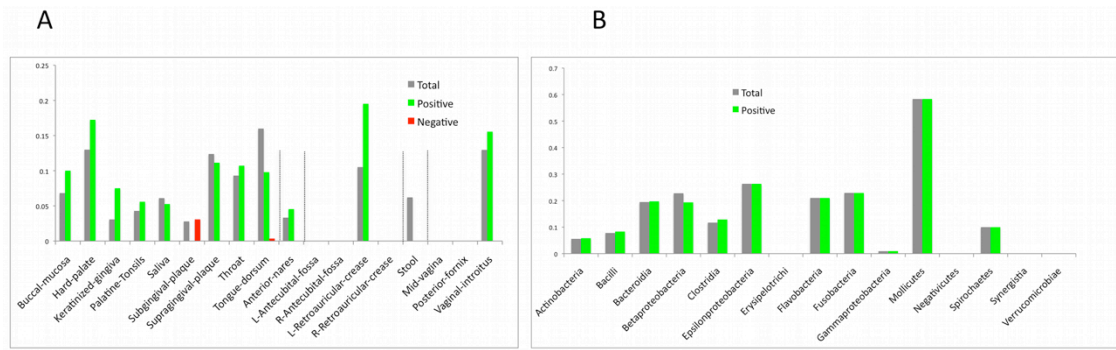 A
0.25
0.2
0.15
0.1
0.05
0
Total
Positive
Negative
Buccal-mucosa
Hard-palate
Keratinized-gingiva
Palatine-Tonsils
Saliva
Subgingival-plaque
Supragingival-plaque
Throat
Tongue-dorsum
Anterior-nares
L-Antecubital-fossa
R-Antecubital-fossa
L-Retroauricular-crease
R-Retroauricular-crease
Stool
Mid-vagina
Posterior-fornix
Vaginal-introitus
B
0.7
0.6
0.5
0.4
0.3
0.2
0.1
0
Total
Positive
Actinobacteria
Bacilli
Bacteroidia
Betaproteobacteria
Clostridia
Epsilonproteobacteria
Erysipelotrichi
Flavobacteria
Fusobacteria
Gammaproteobacteria
Mollicutes
Negativicutes
Spirochaetes
Synergistia
Verrucomicrobiae